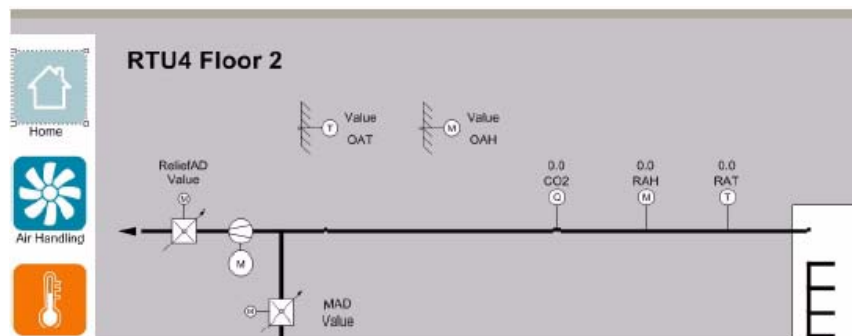 RTU4 Floor 2
Home
Value
T
OAT
Value
M
OAH
ReliefAD
Value
M
0.0
CO2
Q
0.0
RAH
M
0.0
RAT
T
Air Handling
M
M
MAD
Value